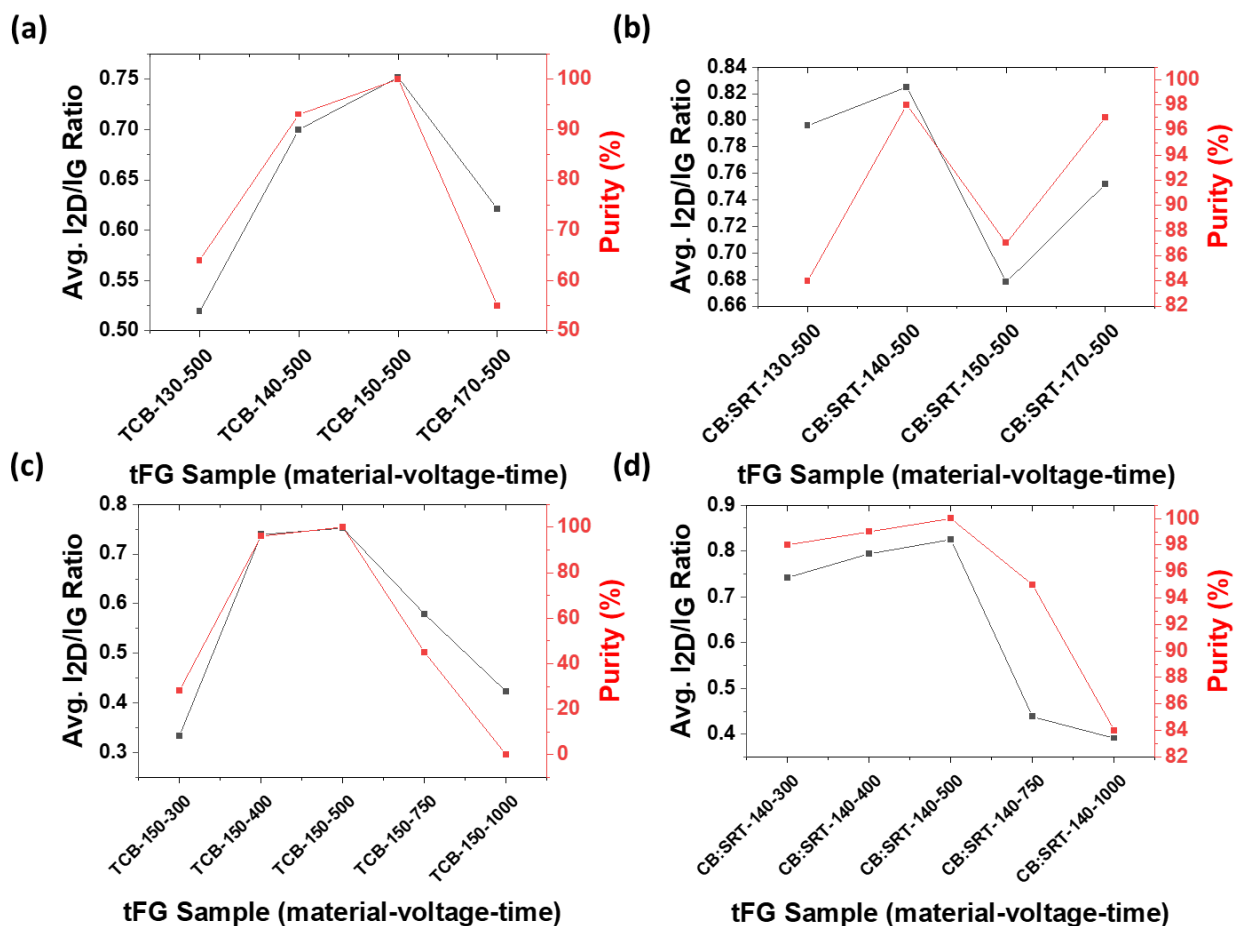 (a)
Avg. I2D/IG Ratio
0.75
0.70
0.65
0.60
0.55
0.50
100
90
80
70
60
50
Purity (%)
TCB-130-500
TCB-140-500
TCB-150-500
TCB-170-500
tFG Sample (material-voltage-time)
(b)
Avg. I2D/IG Ratio
0.84
0.82
0.80
0.78
0.76
0.74
0.72
0.70
0.68
0.66
100
98
96
94
92
90
88
86
84
82
Purity (%)
CB:SRT-130-500
CB:SRT-140-500
CB:SRT-150-500
CB:SRT-170-500
tFG Sample (material-voltage-time)
(c)
Avg. I2D/IG Ratio
0.8
0.7
0.6
0.5
0.4
0.3
100
80
60
40
20
0
Purity (%)
TCB-150-300
TCB-150-400
TCB-150-500
TCB-150-750
TCB-150-1000
tFG Sample (material-voltage-time)
(d)
Avg. I2D/IG Ratio
0.9
0.8
0.7
0.6
0.5
0.4
100
98
96
94
92
90
88
86
84
82
Purity (%)
CB:SRT-140-300
CB:SRT-140-400
CB:SRT-140-500
CB:SRT-140-750
CB:SRT-140-1000
tFG Sample (material-voltage-time)